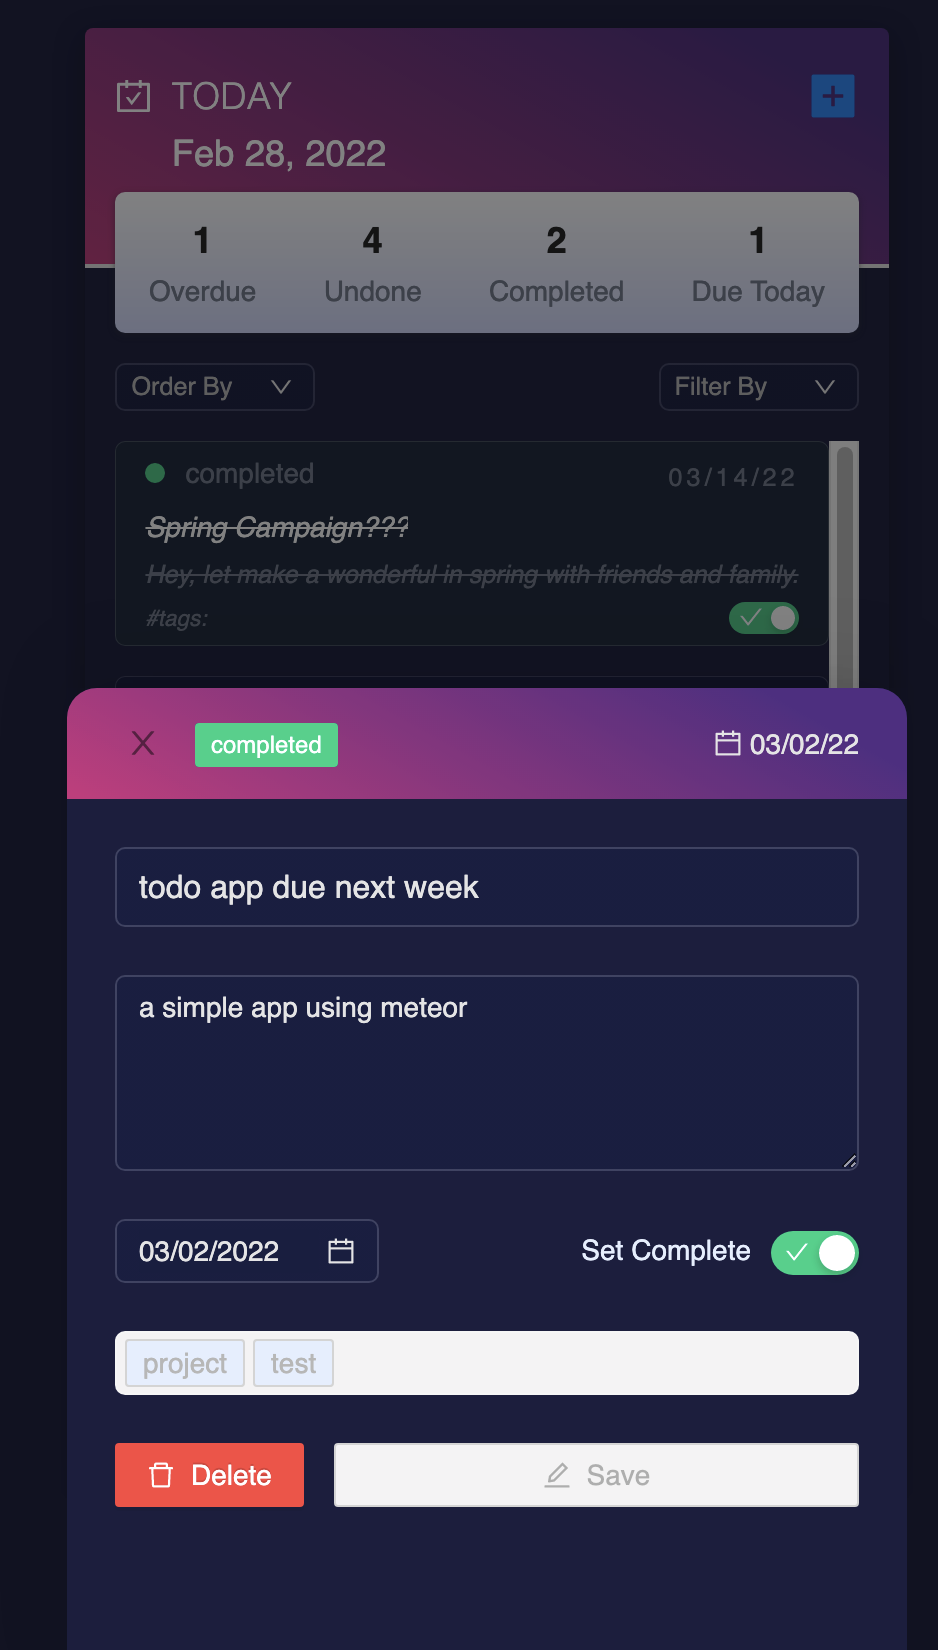 TODAY
Feb 28, 2022
1 4 2 1
Overdue Undone Completed Due Today
Order By Filter By
completed 03/14/22
Spring Campaign???
Hey, let make a wonderful in spring with friends and family.
#tags:
completed 03/02/22
todo app due next week
a simple app using meteor
03/02/2022 Set Complete
project test
Delete Save